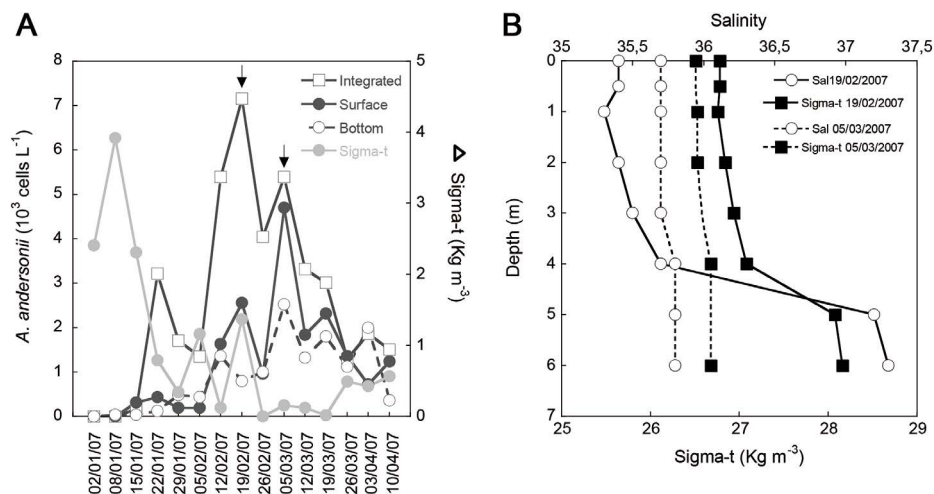 A
A. andersonii (10³ cells L⁻¹)
8
7
6
5
4
3
2
1
0
Integrated
Surface
Bottom
Sigma-t
5
4
3
2
1
0
Δ Sigma-t (Kg m⁻³)
02/01/07
08/01/07
15/01/07
22/01/07
29/01/07
05/02/07
12/02/07
19/02/07
26/02/07
05/03/07
12/03/07
19/03/07
26/03/07
03/04/07
10/04/07
B
Salinity
35 35,5 36 36,5 37 37,5
Depth (m)
0
1
2
3
4
5
6
7
Sal19/02/2007
Sigma-t 19/02/2007
Sal 05/03/2007
Sigma-t 05/03/2007
25 26 27 28 29
Sigma-t (Kg m⁻³)